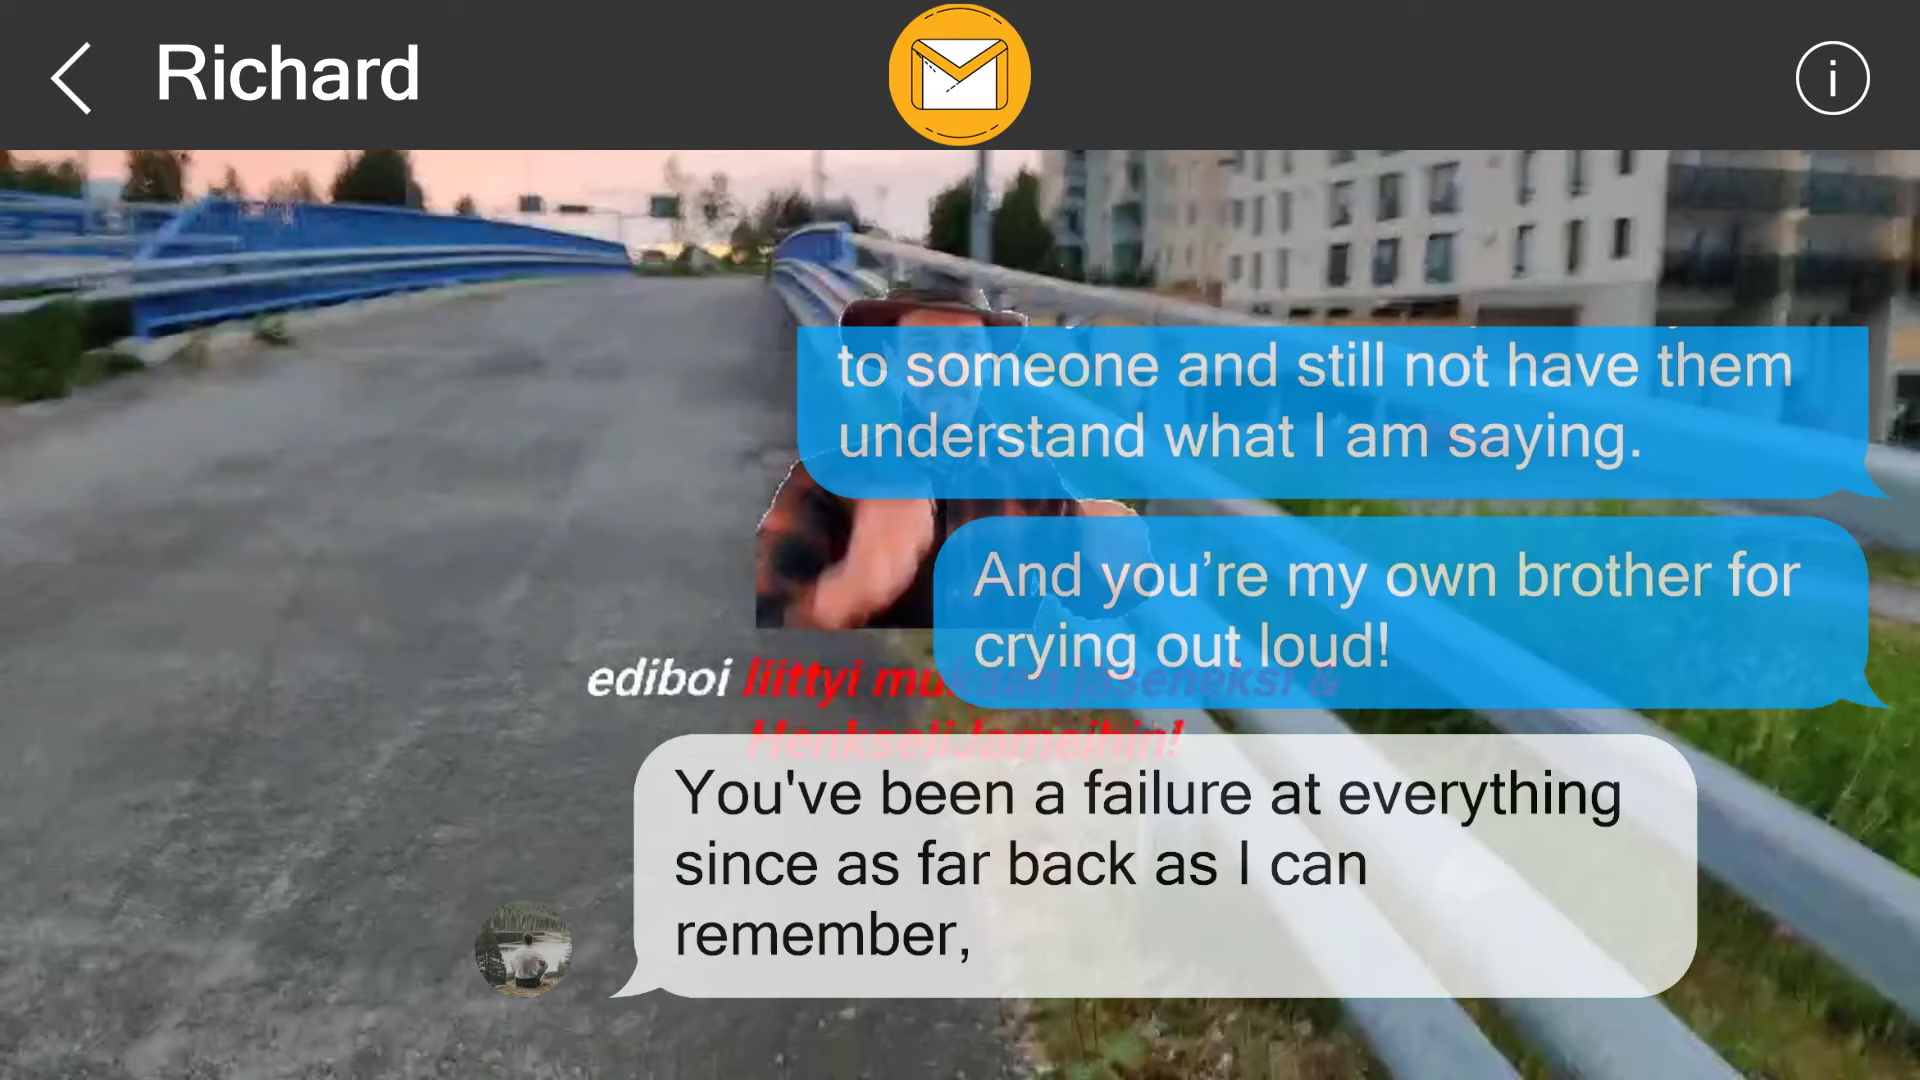 Richard
to someone and still not have them
understand what I am saying.
And you’re my own brother for
crying out loud!
ediboi liittyi mukaan jäseneksi &
HenkseliJameihin!
You've been a failure at everything
since as far back as I can
remember,